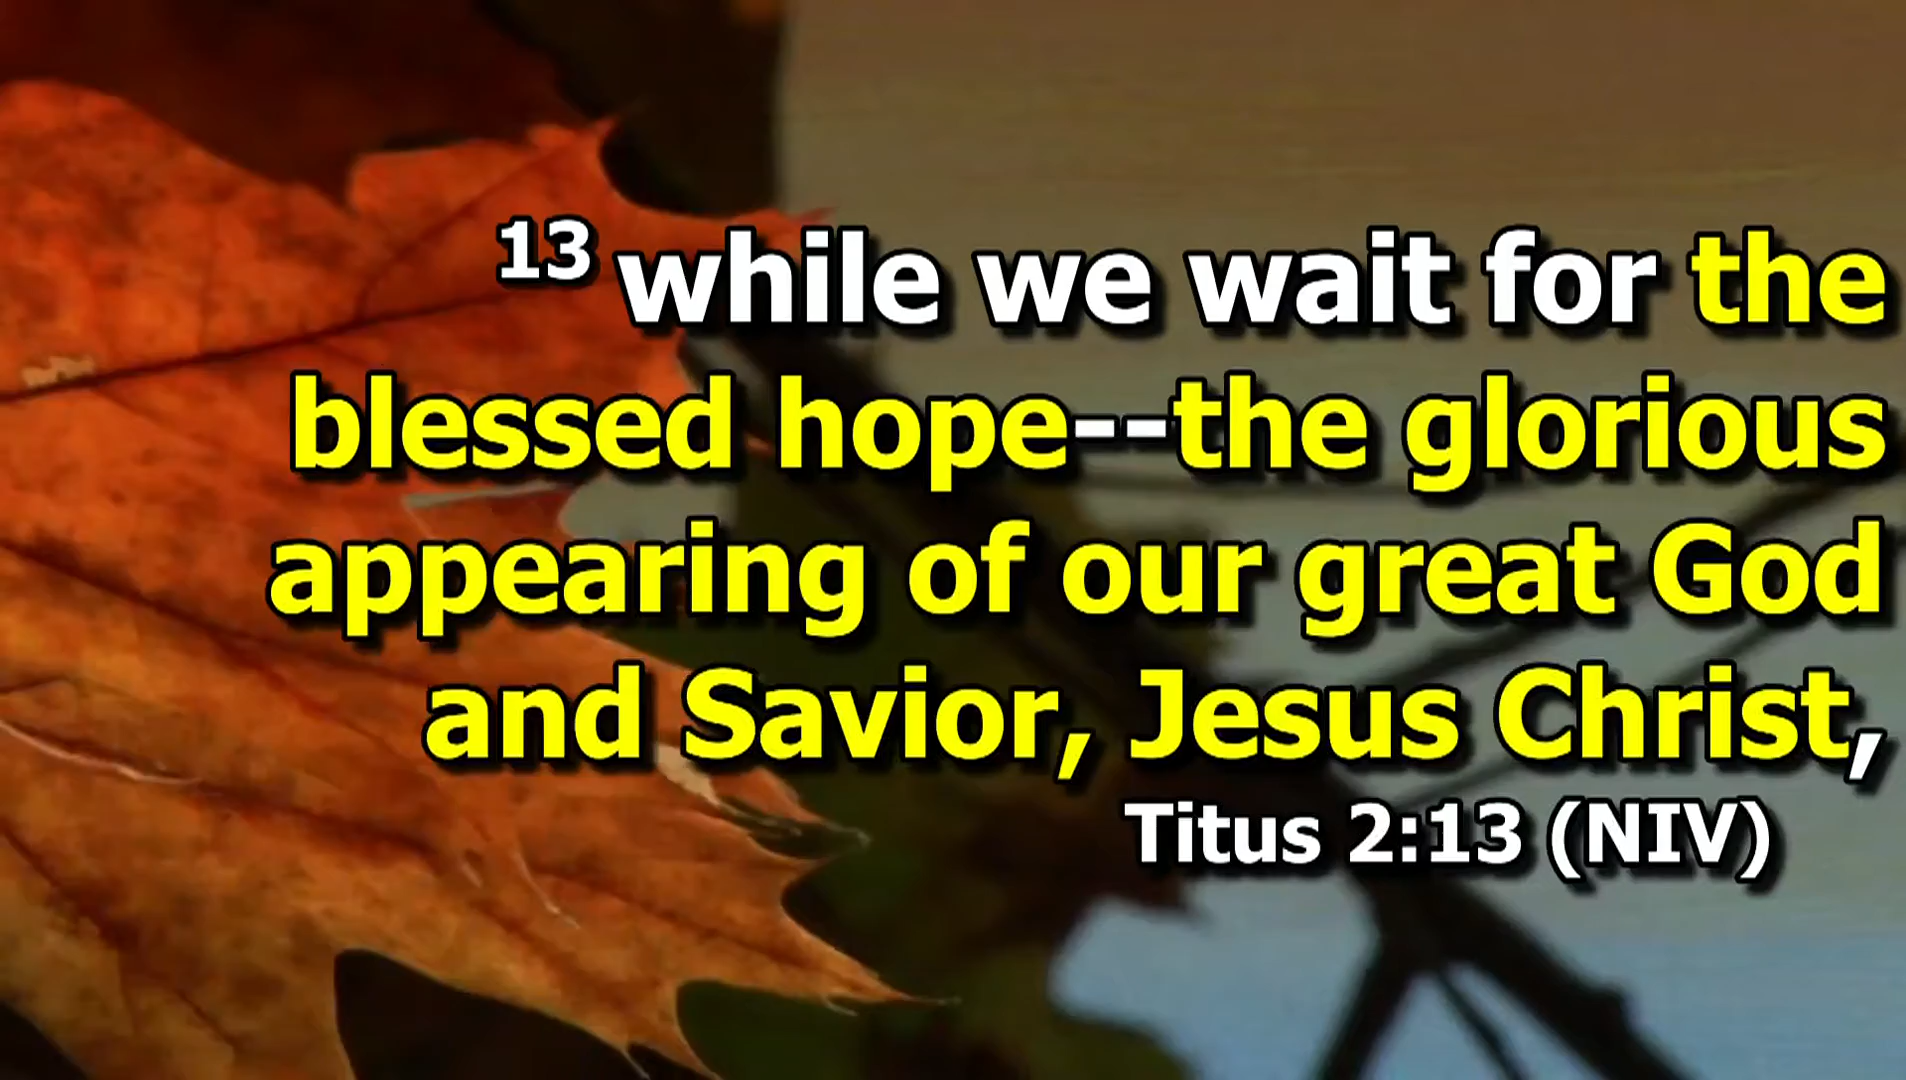 13 while we wait for the
blessed hope--the glorious
appearing of our great God
and Savior, Jesus Christ,
Titus 2:13 (NIV)